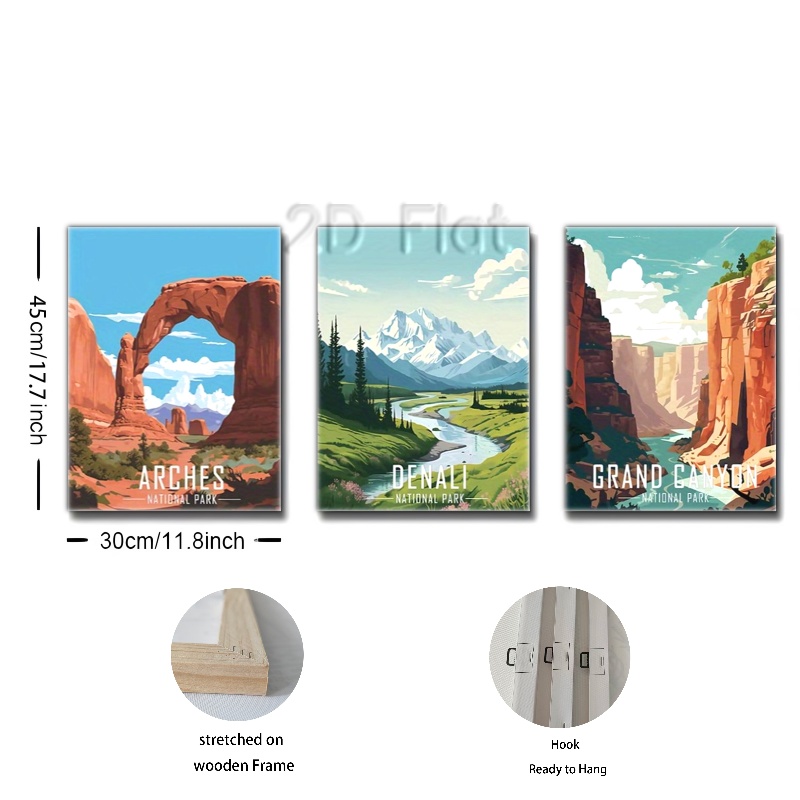 2D Flat
45cm/17.7inch
ARCHES
NATIONAL PARK
DENALI
NATIONAL PARK
GRAND CANYON
NATIONAL PARK
30cm/11.8inch
stretched on
wooden Frame
Hook
Ready to Hang